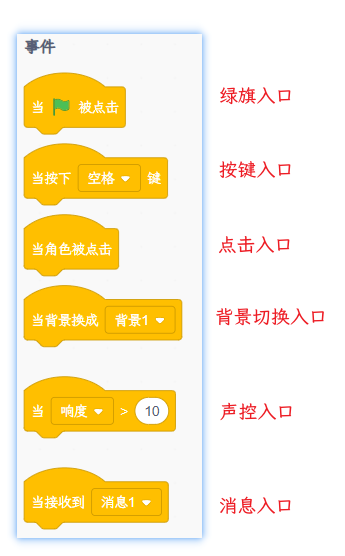 事件
当 被点击 绿旗入口
当按下 空格 键 按键入口
当角色被点击 点击入口
当背景换成 背景1 背景切换入口
当 响度 > 10 声控入口
当接收到 消息1 消息入口